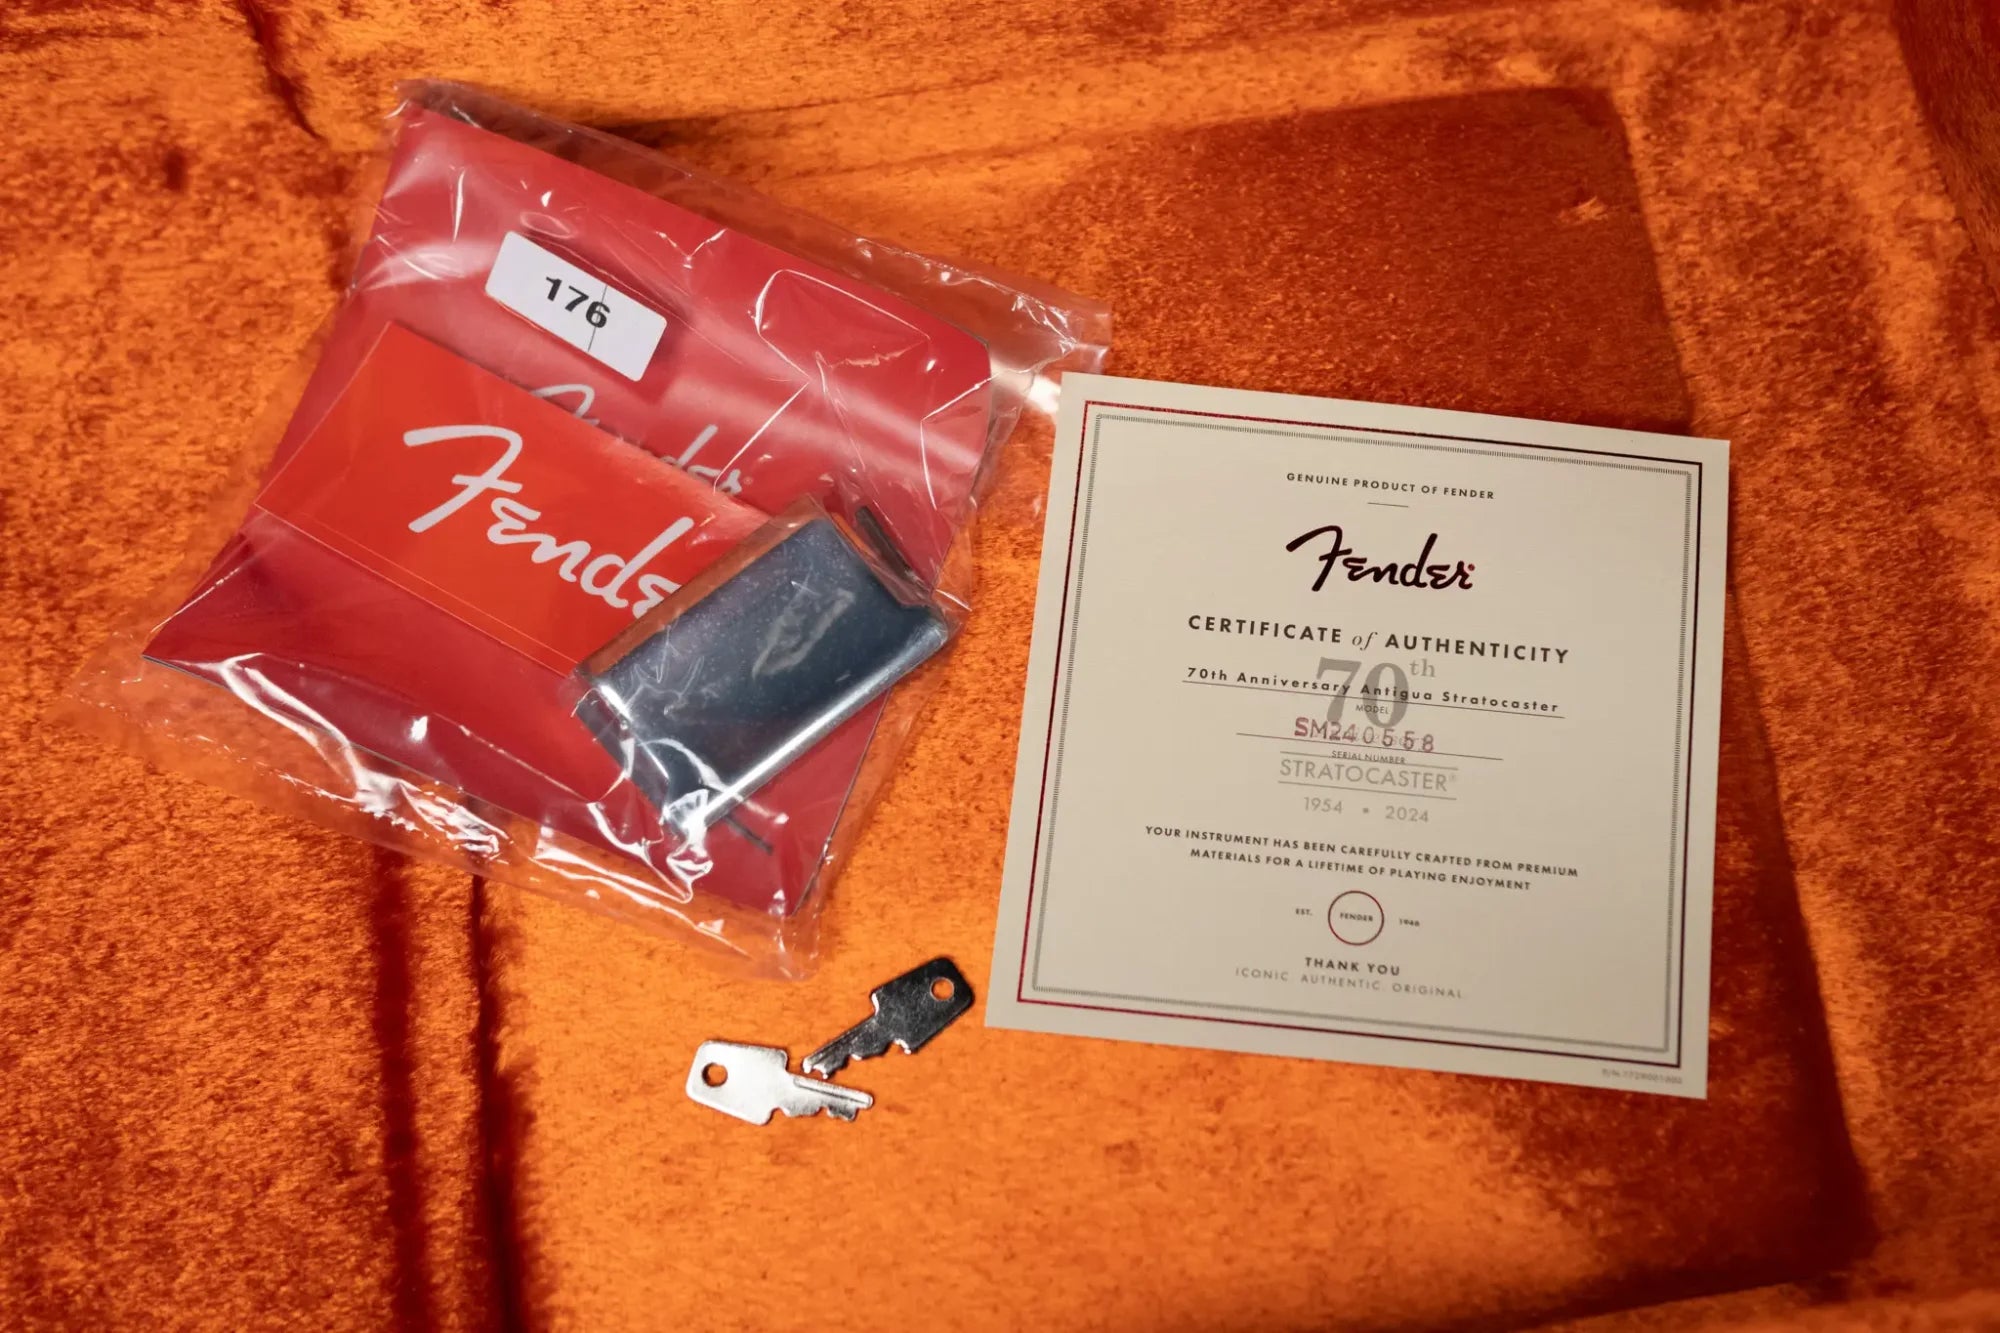 176
Fender
Fender
GENUINE PRODUCT OF FENDER
Fender
CERTIFICATE of AUTHENTICITY
70th
70th Anniversary Antigua Stratocaster
MODEL
SM240558
SERIAL NUMBER
STRATOCASTER®
1954 • 2024
YOUR INSTRUMENT HAS BEEN CAREFULLY CRAFTED FROM PREMIUM
MATERIALS FOR A LIFETIME OF PLAYING ENJOYMENT
EST. FENDER 1946
THANK YOU
ICONIC. AUTHENTIC. ORIGINAL.